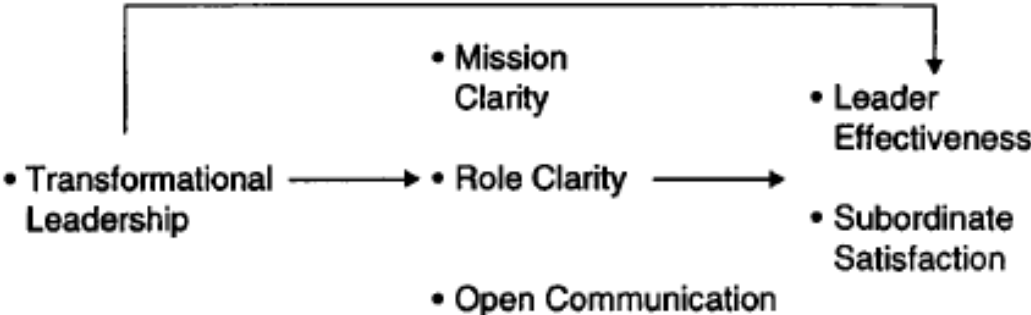 • Mission
Clarity
• Leader
Effectiveness
• Transformational
Leadership
• Role Clarity
• Subordinate
Satisfaction
• Open Communication